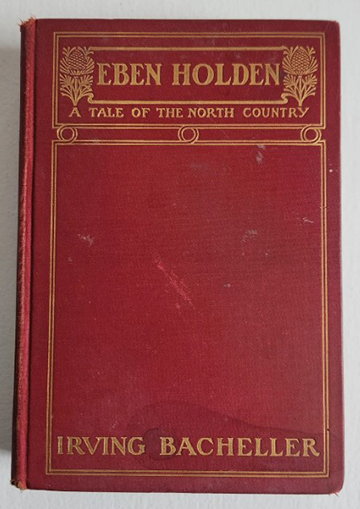 EBEN HOLDEN
A TALE OF THE NORTH COUNTRY
IRVING BACHELLER